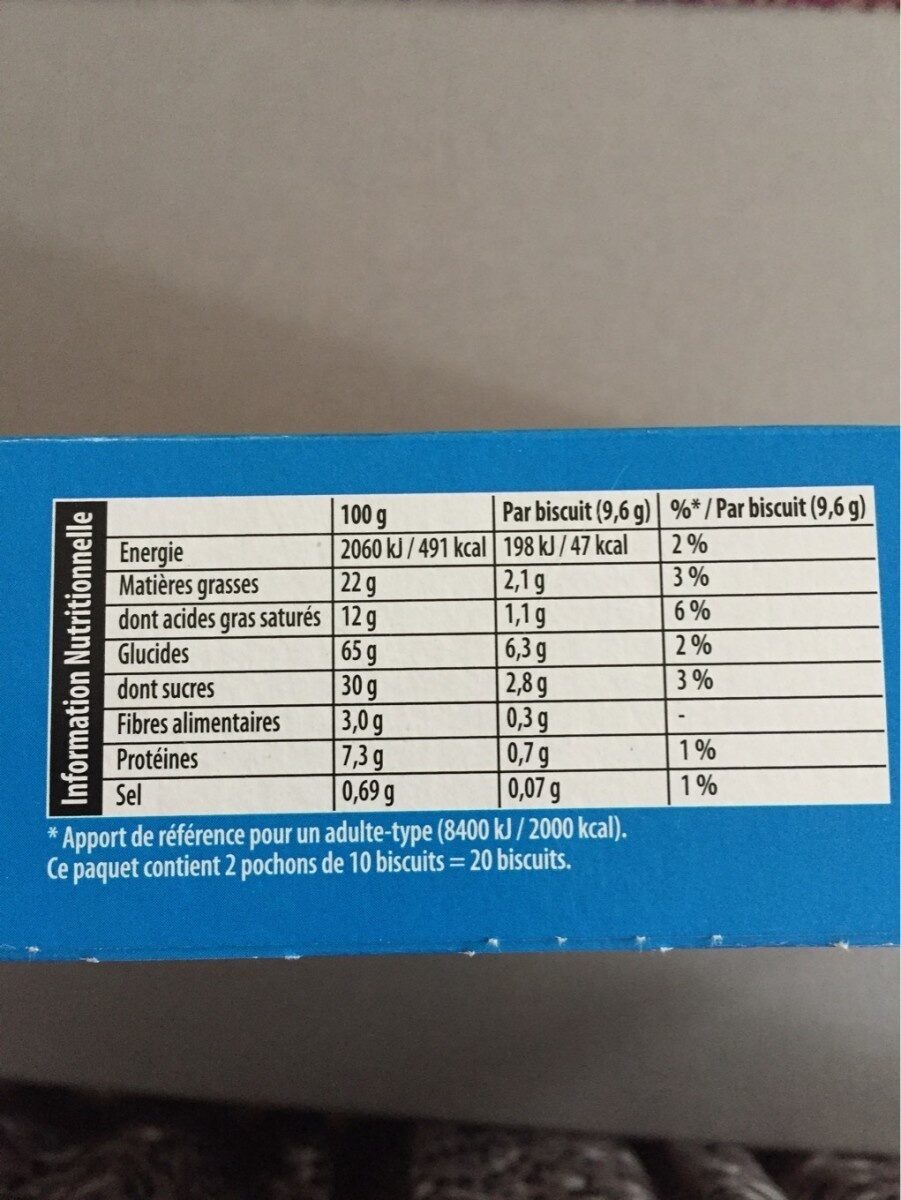 Information Nutritionnelle
100 g Par biscuit (9,6 g) %* / Par biscuit (9,6 g)
Energie 2060 kJ / 491 kcal 198 kJ / 47 kcal 2 %
Matières grasses 22 g 2,1 g 3 %
dont acides gras saturés 12 g 1,1 g 6 %
Glucides 65 g 6,3 g 2 %
dont sucres 30 g 2,8 g 3 %
Fibres alimentaires 3,0 g 0,3 g -
Protéines 7,3 g 0,7 g 1 %
Sel 0,69 g 0,07 g 1 %
* Apport de référence pour un adulte-type (8400 kJ / 2000 kcal).
Ce paquet contient 2 pochons de 10 biscuits = 20 biscuits.